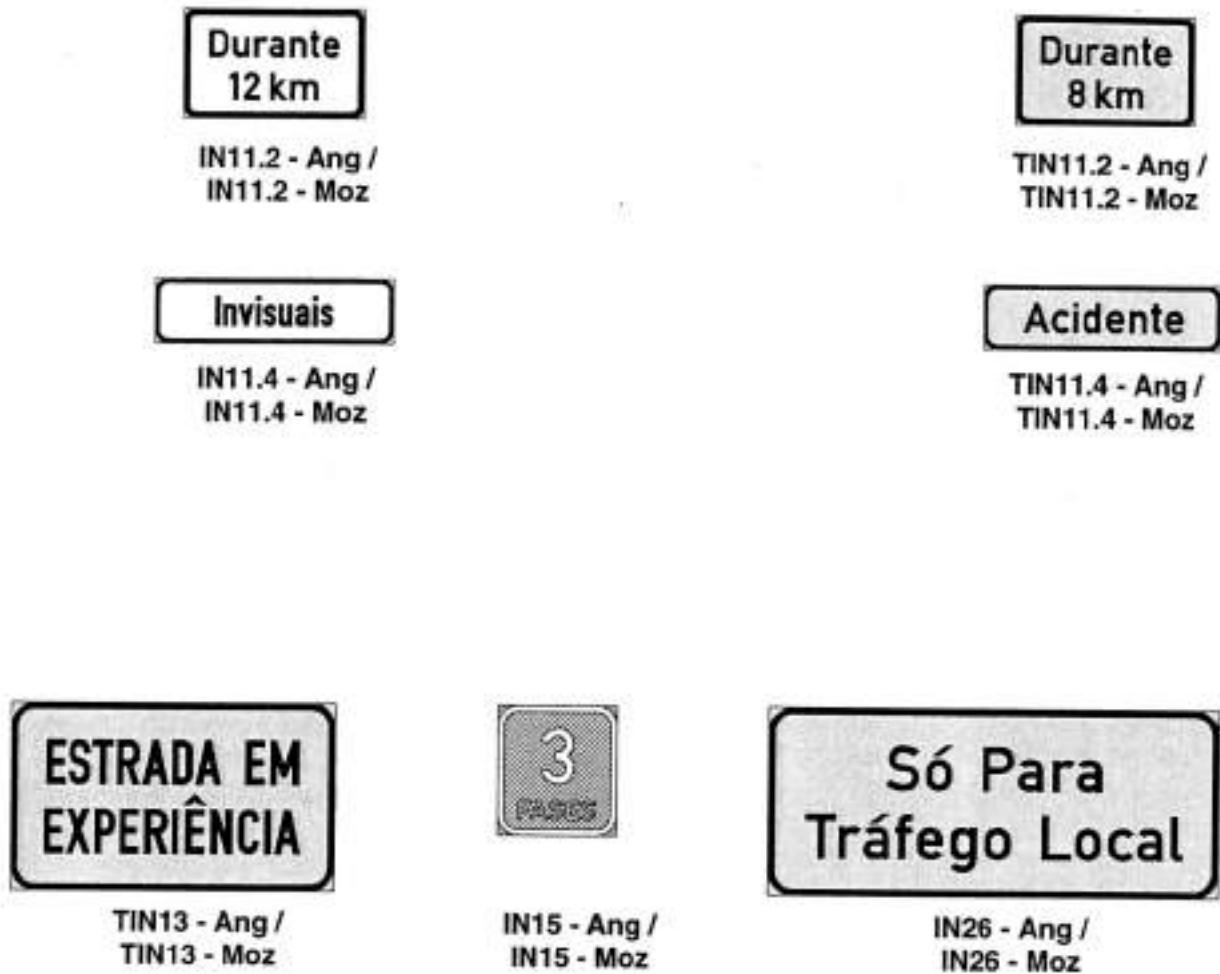 Durante
12 km
IN11.2 - Ang /
IN11.2 - Moz
Durante
8 km
TIN11.2 - Ang /
TIN11.2 - Moz
Invisuais
IN11.4 - Ang /
IN11.4 - Moz
Acidente
TIN11.4 - Ang /
TIN11.4 - Moz
ESTRADA EM
EXPERIÊNCIA
TIN13 - Ang /
TIN13 - Moz
3
FASES
IN15 - Ang /
IN15 - Moz
Só Para
Tráfego Local
IN26 - Ang /
IN26 - Moz